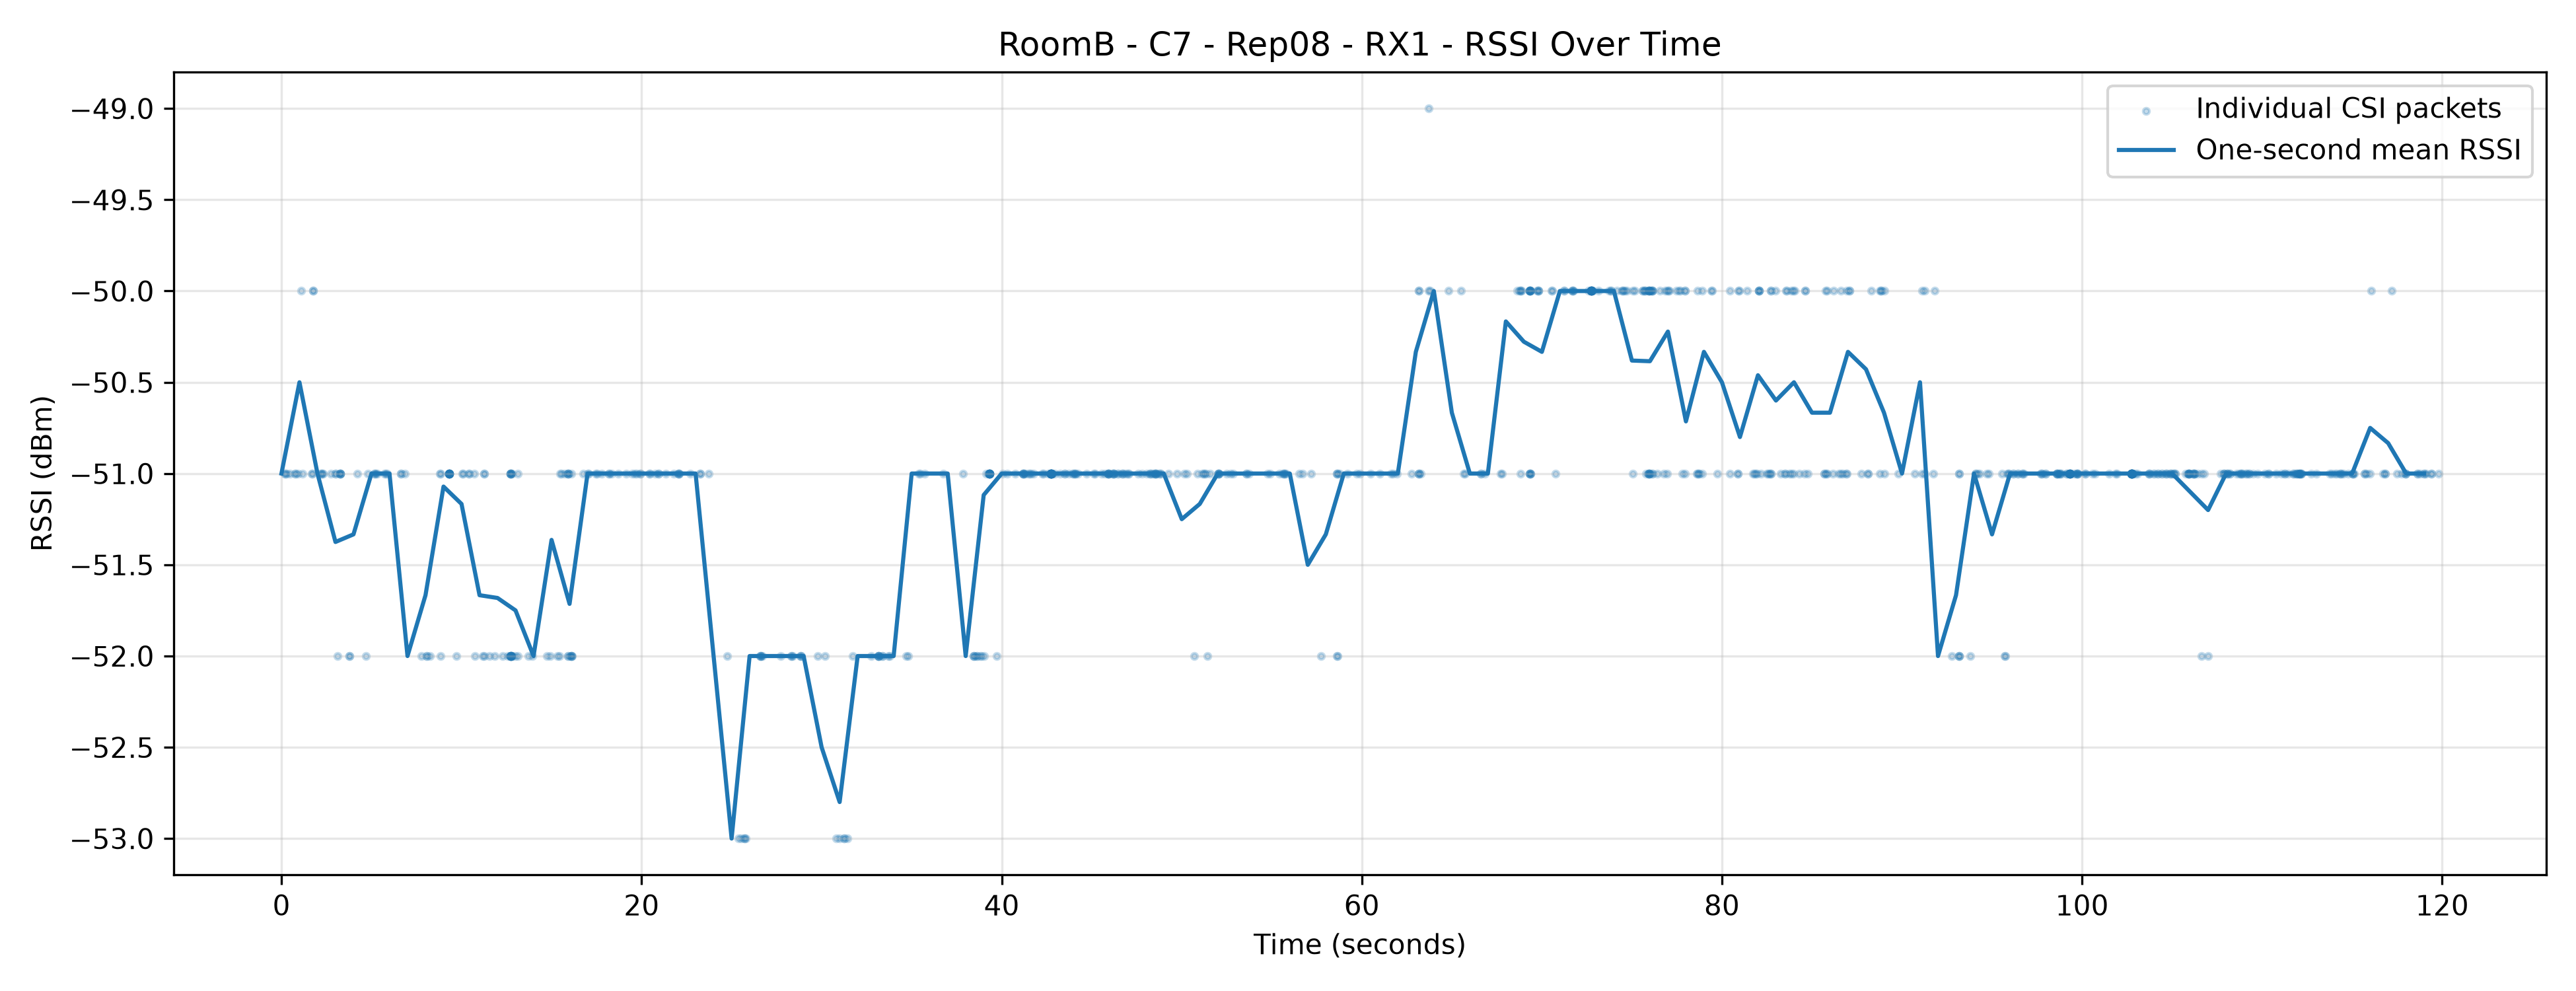 RoomB - C7 - Rep08 - RX1 - RSSI Over Time
Individual CSI packets
One-second mean RSSI
RSSI (dBm)
−49.0
−49.5
−50.0
−50.5
−51.0
−51.5
−52.0
−52.5
−53.0
0 20 40 60 80 100 120
Time (seconds)